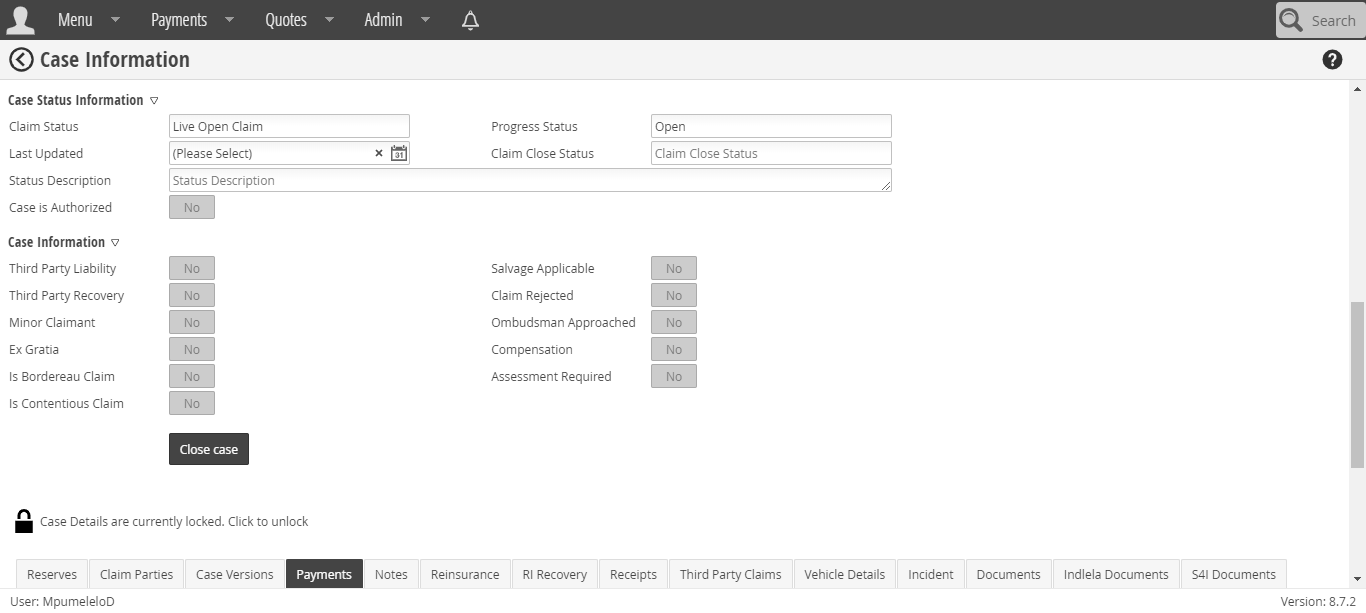 Menu Payments Quotes Admin Search
Case Information
Case Status Information
Claim Status Live Open Claim Progress Status Open
Last Updated (Please Select) × 31 Claim Close Status Claim Close Status
Status Description Status Description
Case is Authorized No
Case Information
Third Party Liability No Salvage Applicable No
Third Party Recovery No Claim Rejected No
Minor Claimant No Ombudsman Approached No
Ex Gratia No Compensation No
Is Bordereau Claim No Assessment Required No
Is Contentious Claim No
Close case
Case Details are currently locked. Click to unlock
Reserves Claim Parties Case Versions Payments Notes Reinsurance RI Recovery Receipts Third Party Claims Vehicle Details Incident Documents Indlela Documents S4I Documents
User: MpumeleloD Version: 8.7.2